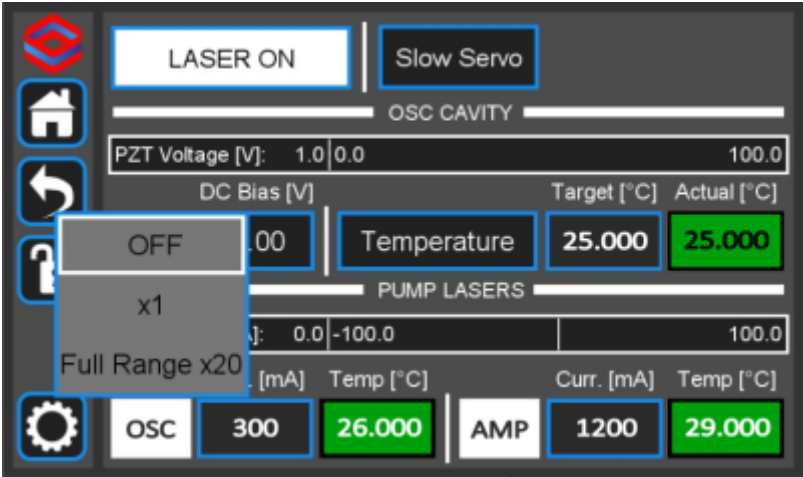 LASER ON
Slow Servo
OSC CAVITY
PZT Voltage [V]: 1.0 0.0 100.0
DC Bias [V] Target [°C] Actual [°C]
OFF
.00 Temperature 25.000 25.000
x1
PUMP LASERS
]: 0.0 -100.0 100.0
Full Range x20
. [mA] Temp [°C] Curr. [mA] Temp [°C]
OSC 300 26.000 AMP 1200 29.000